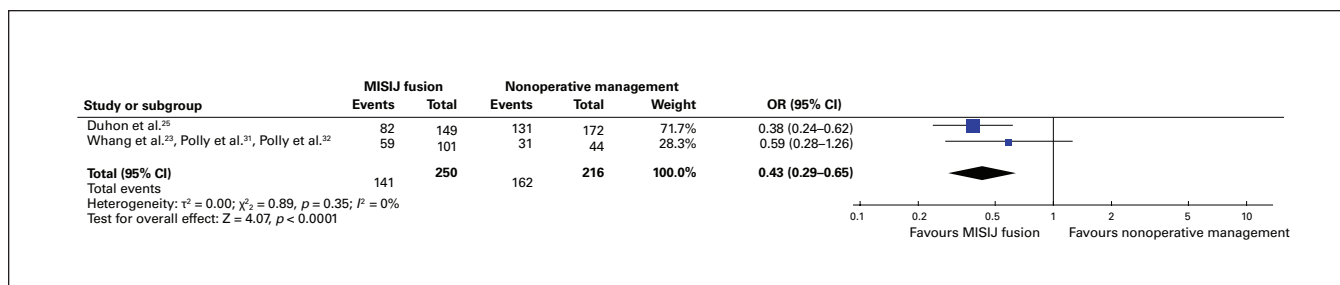 MISIJ fusion Nonoperative management
Study or subgroup Events Total Events Total Weight OR (95% CI)
Duhon et al.25 82 149 131 172 71.7% 0.38 (0.24–0.62)
Whang et al.23, Polly et al.31, Polly et al.32 59 101 31 44 28.3% 0.59 (0.28–1.26)
Total (95% CI) 250 216 100.0% 0.43 (0.29–0.65)
Total events 141 162
Heterogeneity: τ2 = 0.00; χ22 = 0.89, p = 0.35; I2 = 0%
Test for overall effect: Z = 4.07, p < 0.0001
0.1 0.2 0.5 1 2 5 10
Favours MISIJ fusion Favours nonoperative management